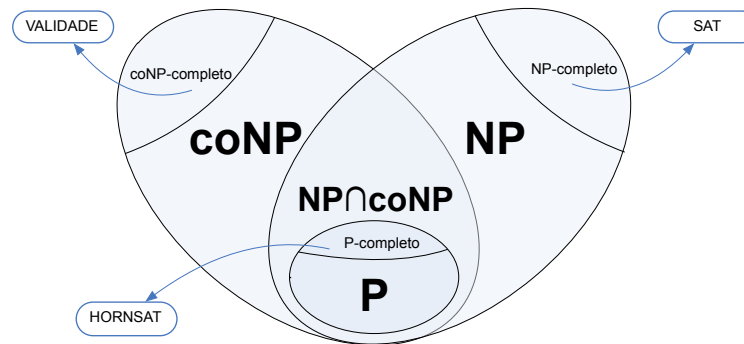 VALIDADE
SAT
coNP-completo
NP-completo
coNP
NP
NP∩coNP
P-completo
P
HORNSAT